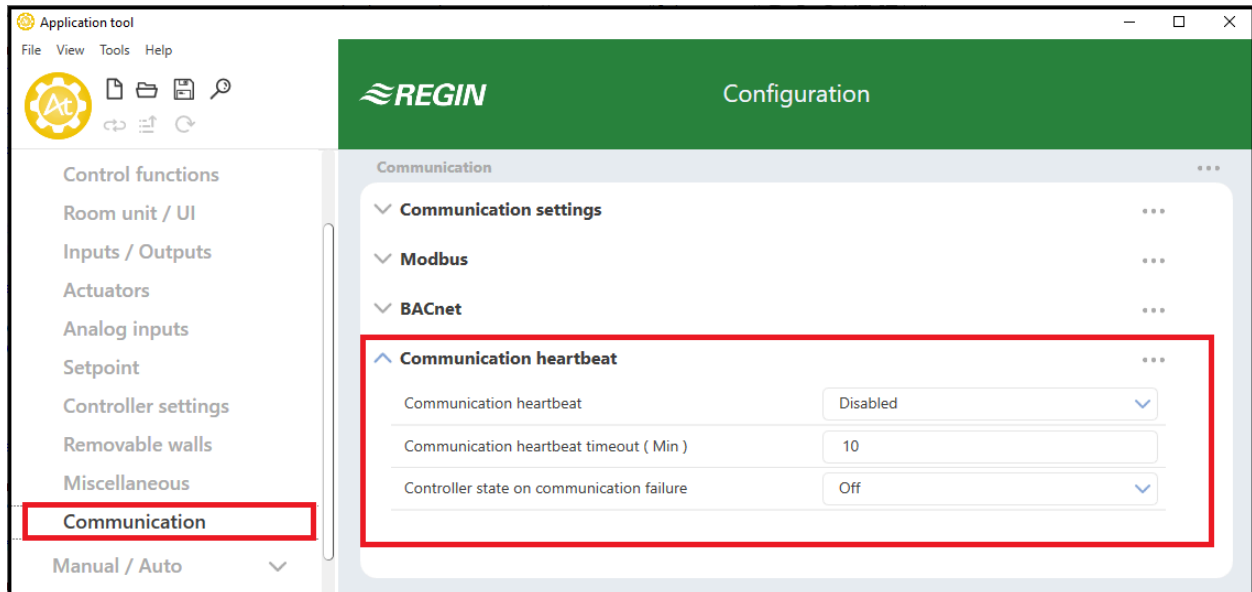 Application tool
File View Tools Help
At
REGIN
Configuration
Control functions
Room unit / UI
Inputs / Outputs
Actuators
Analog inputs
Setpoint
Controller settings
Removable walls
Miscellaneous
Communication
Manual / Auto
Communication
Communication settings
Modbus
BACnet
Communication heartbeat
Communication heartbeat Disabled
Communication heartbeat timeout ( Min ) 10
Controller state on communication failure Off